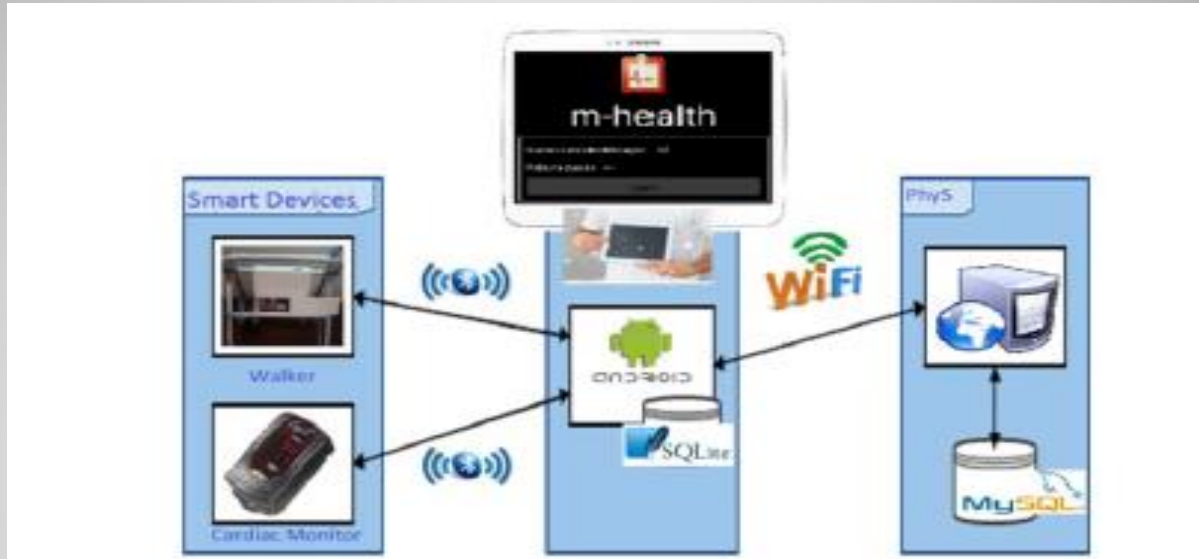 m-health
Smart Devices
PhyS
WiFi
Walker
ANDROID
SQLite
Cardiac Monitor
MySQL